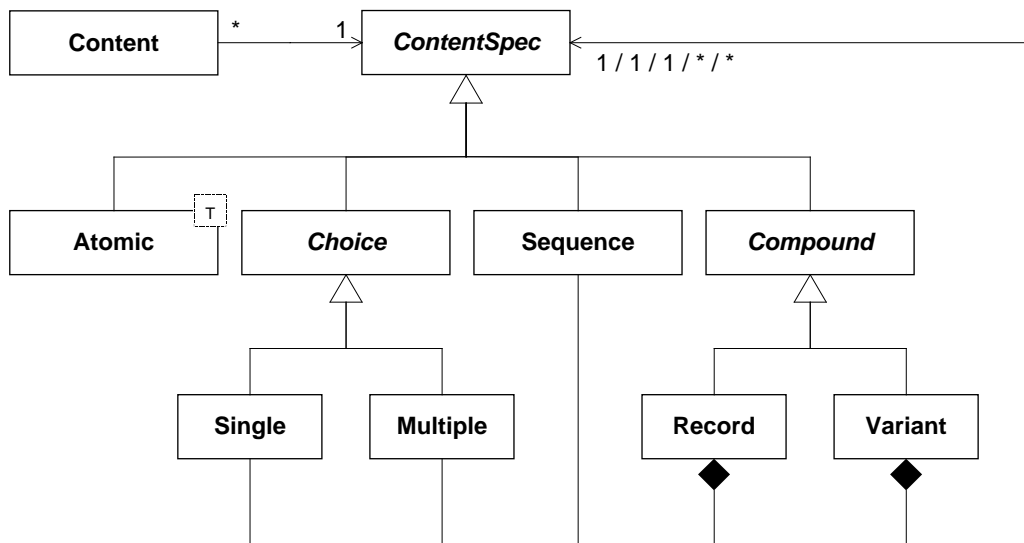 Content
*
1
ContentSpec
1 / 1 / 1 / * / *
Atomic
T
Choice
Sequence
Compound
Single
Multiple
Record
Variant